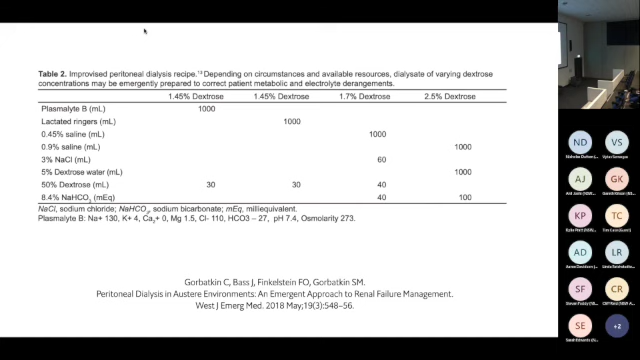 Table 2. Improvised peritoneal dialysis recipe.13 Depending on circumstances and available resources, dialysate of varying dextrose
concentrations may be emergently prepared to correct patient metabolic and electrolyte derangements.
1.45% Dextrose 1.45% Dextrose 1.7% Dextrose 2.5% Dextrose
Plasmalyte B (mL) 1000
Lactated ringers (mL) 1000
0.45% saline (mL) 1000
0.9% saline (mL) 1000
3% NaCl (mL) 60
5% Dextrose water (mL) 1000
50% Dextrose (mL) 30 30 40
8.4% NaHCO3 (mEq) 40 100
NaCl, sodium chloride; NaHCO3, sodium bicarbonate; mEq, milliequivalent.
Plasmalyte B: Na+ 130, K+ 4, Ca2+ 0, Mg 1.5, Cl- 110, HCO3 – 27, pH 7.4, Osmolarity 273.
Gorbatkin C, Bass J, Finkelstein FO, Gorbatkin SM.
Peritoneal Dialysis in Austere Environments: An Emergent Approach to Renal Failure Management.
West J Emerg Med. 2018 May;19(3):548–56.
ND VS
AJ GK
KP TC
AD LR
SF CR
SE +2